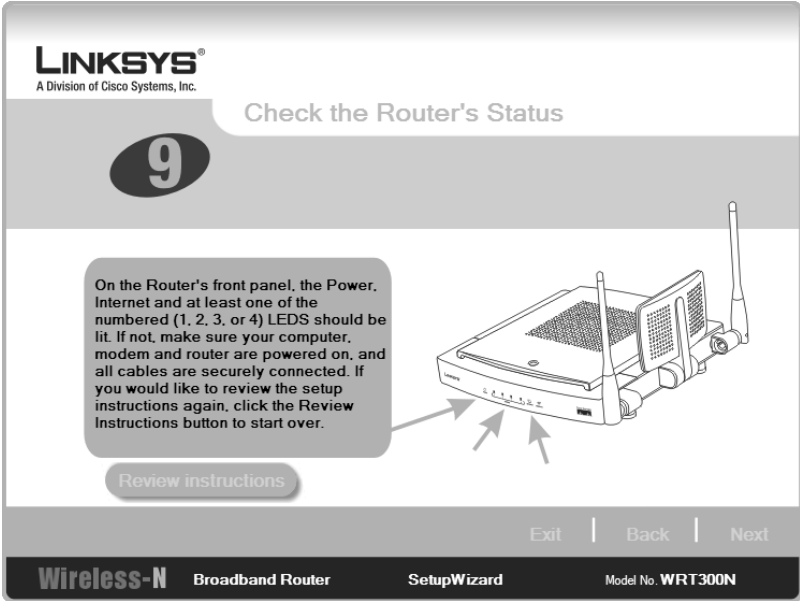 LINKSYS®
A Division of Cisco Systems, Inc.
Check the Router's Status
9
On the Router's front panel, the Power,
Internet and at least one of the
numbered (1, 2, 3, or 4) LEDS should be
lit. If not, make sure your computer,
modem and router are powered on, and
all cables are securely connected. If
you would like to review the setup
instructions again, click the Review
Instructions button to start over.
LINKSYS
Review instructions
Exit
Back
Next
Wireless-N
Broadband Router
SetupWizard
Model No. WRT300N